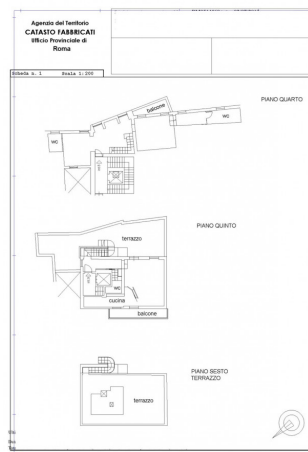 Agenzia del Territorio
CATASTO FABBRICATI
Ufficio Provinciale di
Roma
Scheda n. 1 Scala 1:200
PIANO QUARTO
balcone
wc
wc
PIANO QUINTO
terrazzo
wc
cucina
balcone
PIANO SESTO
TERRAZZO
terrazzo